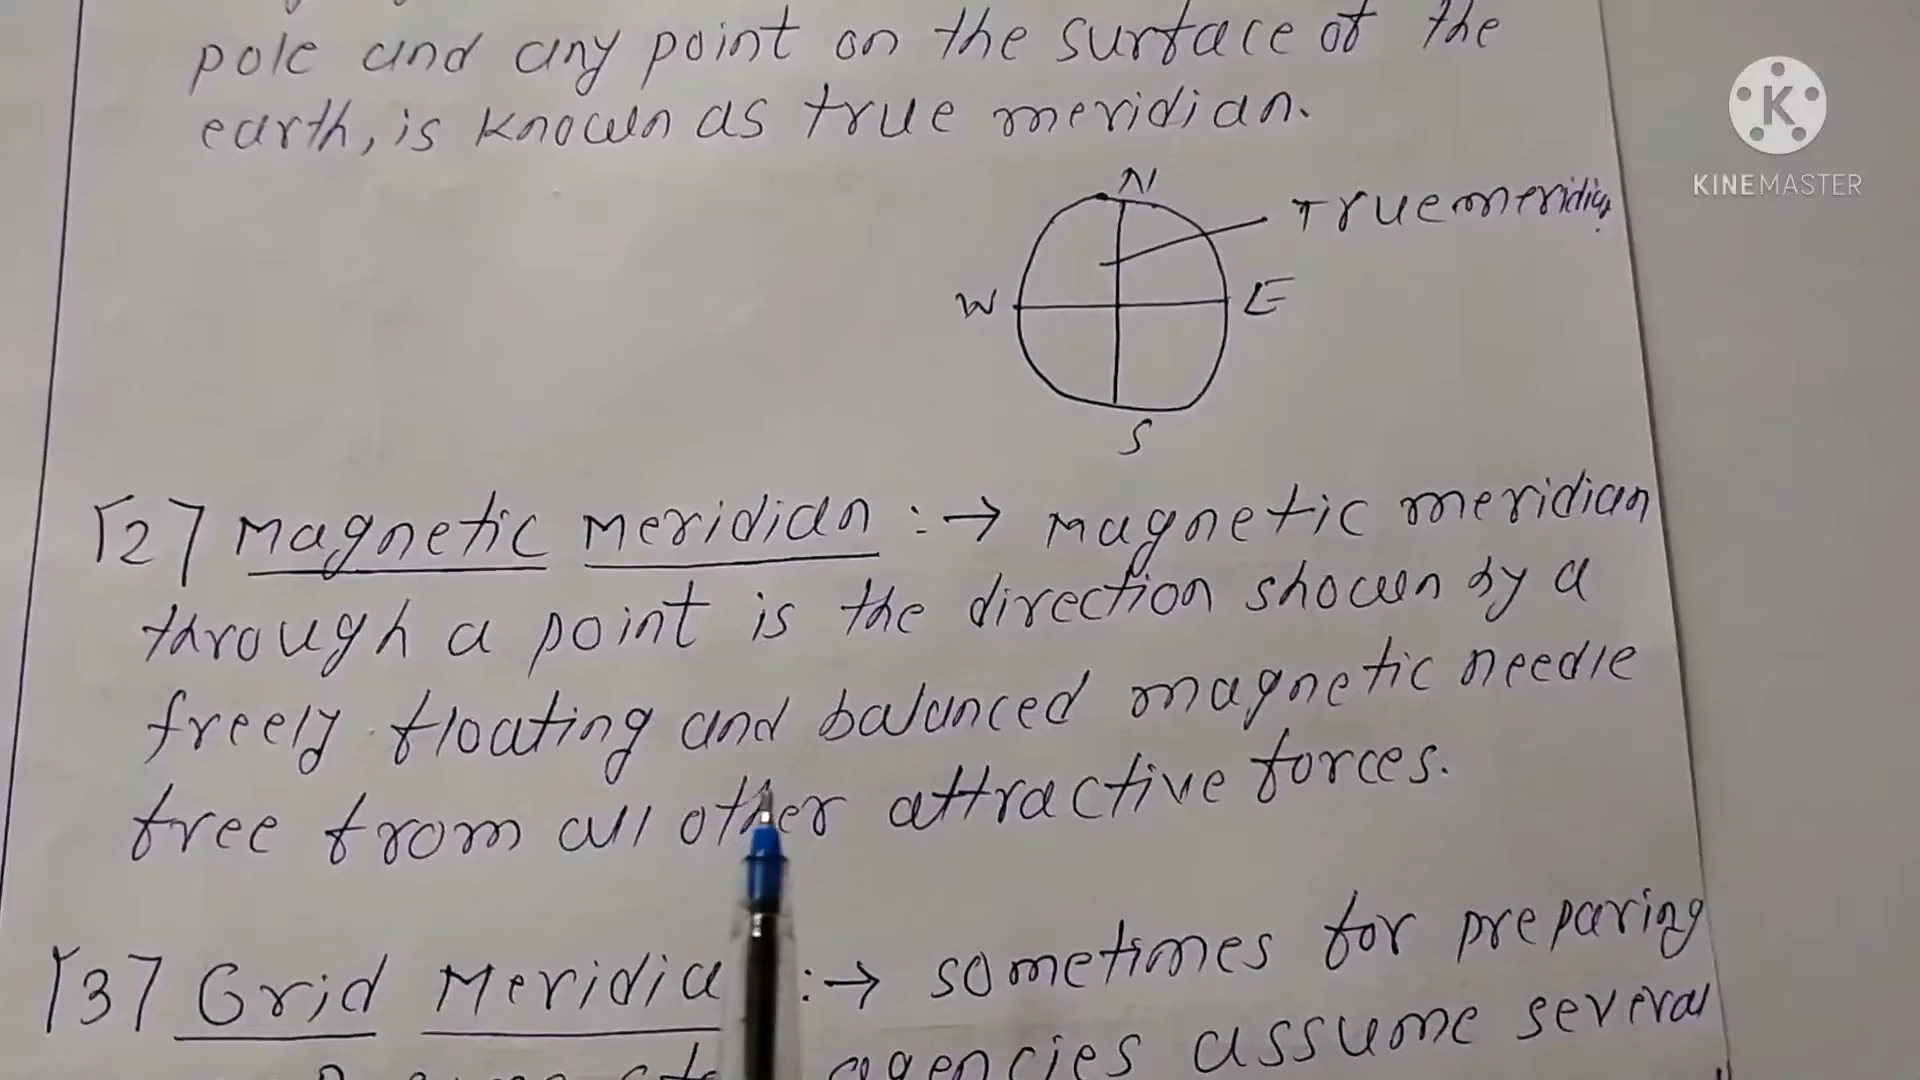 pole and any point on the surface of the
earth, is known as true meridian.
K
KINEMASTER
N
True meridian
W
E
S
[2] Magnetic Meridian :→ Magnetic meridian
through a point is the direction shown by a
freely floating and balanced magnetic needle
free from all other attractive forces.
[3] Grid Meridia :→ sometimes for preparing
agencies assume several